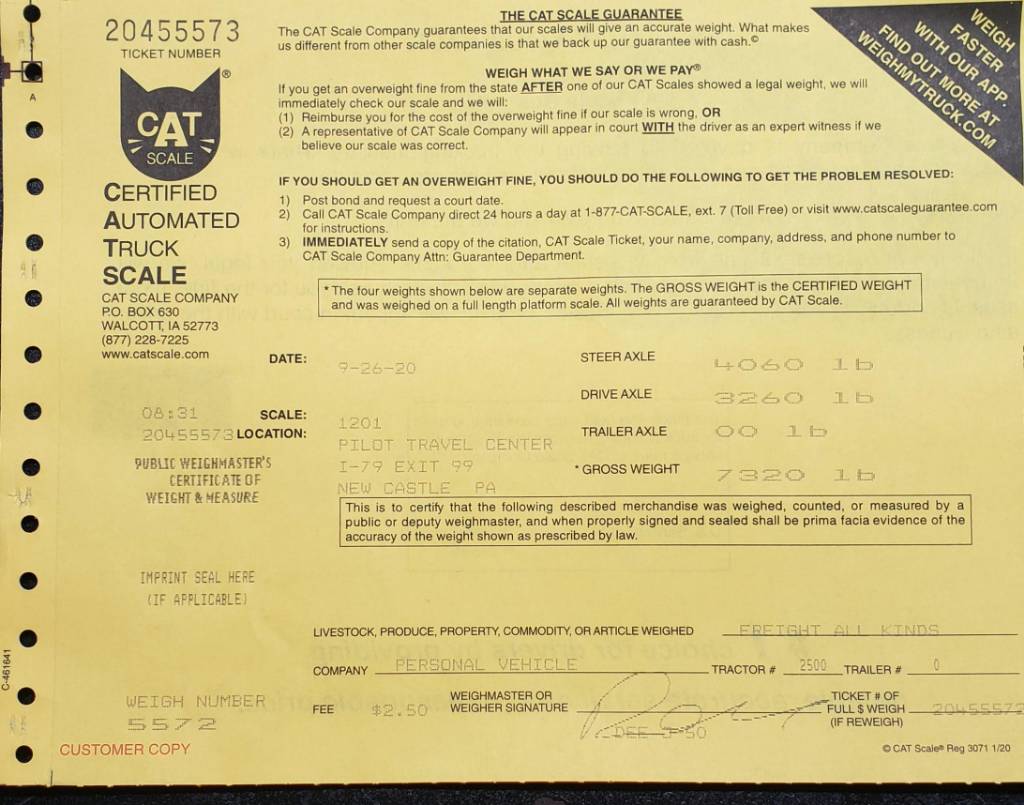 20455573
TICKET NUMBER
CAT
SCALE
®
CERTIFIED
AUTOMATED
TRUCK
SCALE
CAT SCALE COMPANY
P.O. BOX 630
WALCOTT, IA 52773
(877) 228-7225
www.catscale.com
THE CAT SCALE GUARANTEE
The CAT Scale Company guarantees that our scales will give an accurate weight. What makes
us different from other scale companies is that we back up our guarantee with cash.©
WEIGH WHAT WE SAY OR WE PAY®
If you get an overweight fine from the state AFTER one of our CAT Scales showed a legal weight, we will
immediately check our scale and we will:
(1) Reimburse you for the cost of the overweight fine if our scale is wrong, OR
(2) A representative of CAT Scale Company will appear in court WITH the driver as an expert witness if we
believe our scale was correct.
IF YOU SHOULD GET AN OVERWEIGHT FINE, YOU SHOULD DO THE FOLLOWING TO GET THE PROBLEM RESOLVED:
1) Post bond and request a court date.
2) Call CAT Scale Company direct 24 hours a day at 1-877-CAT-SCALE, ext. 7 (Toll Free) or visit www.catscaleguarantee.com
for instructions.
3) IMMEDIATELY send a copy of the citation, CAT Scale Ticket, your name, company, address, and phone number to
CAT Scale Company Attn: Guarantee Department.
* The four weights shown below are separate weights. The GROSS WEIGHT is the CERTIFIED WEIGHT
and was weighed on a full length platform scale. All weights are guaranteed by CAT Scale.
WEIGH
FASTER
WITH OUR APP.
FIND OUT MORE AT
WEIGHMYTRUCK.COM
A
DATE: 9-26-20
STEER AXLE 4060 lb
DRIVE AXLE 3260 lb
08:31 SCALE: 1201
20455573 LOCATION: PILOT TRAVEL CENTER
TRAILER AXLE 00 lb
I-79 EXIT 99
* GROSS WEIGHT 7320 lb
NEW CASTLE PA
PUBLIC WEIGHMASTER'S
CERTIFICATE OF
WEIGHT & MEASURE
This is to certify that the following described merchandise was weighed, counted, or measured by a
public or deputy weighmaster, and when properly signed and sealed shall be prima facia evidence of the
accuracy of the weight shown as prescribed by law.
IMPRINT SEAL HERE
(IF APPLICABLE)
LIVESTOCK, PRODUCE, PROPERTY, COMMODITY, OR ARTICLE WEIGHED FREIGHT ALL KINDS
COMPANY PERSONAL VEHICLE TRACTOR # 2500 TRAILER # 0
WEIGH NUMBER
5572
FEE $2.50
WEIGHMASTER OR
WEIGHER SIGNATURE
DEE
TICKET # OF
FULL $ WEIGH 20455573
(IF REWEIGH)
C-461641
CUSTOMER COPY
© CAT Scale® Reg 3071 1/20